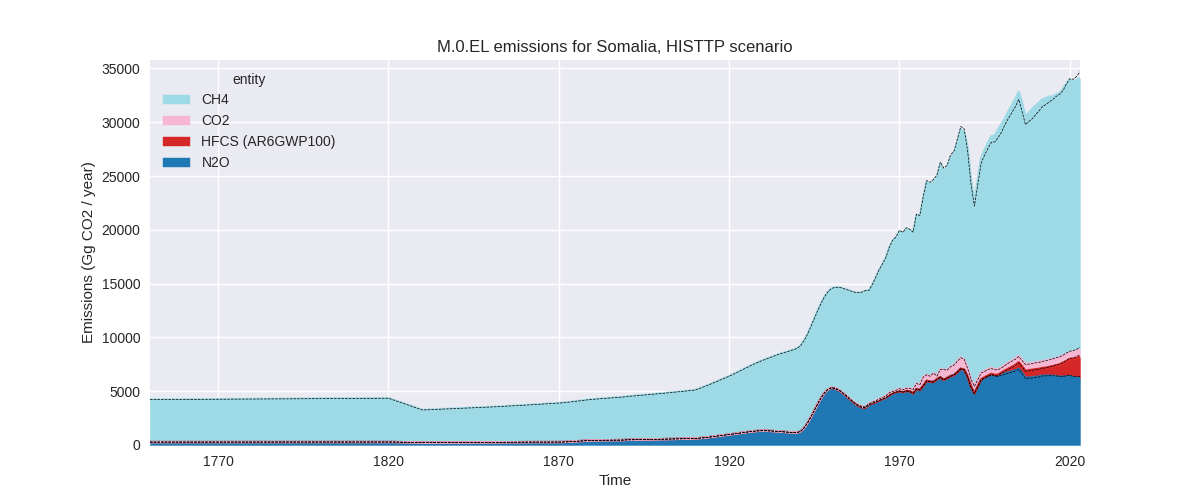 M.0.EL emissions for Somalia, HISTTP scenario
35000
30000
25000
20000
15000
10000
5000
0
Emissions (Gg CO2 / year)
entity
CH4
CO2
HFCS (AR6GWP100)
N2O
1770
1820
1870
1920
1970
2020
Time